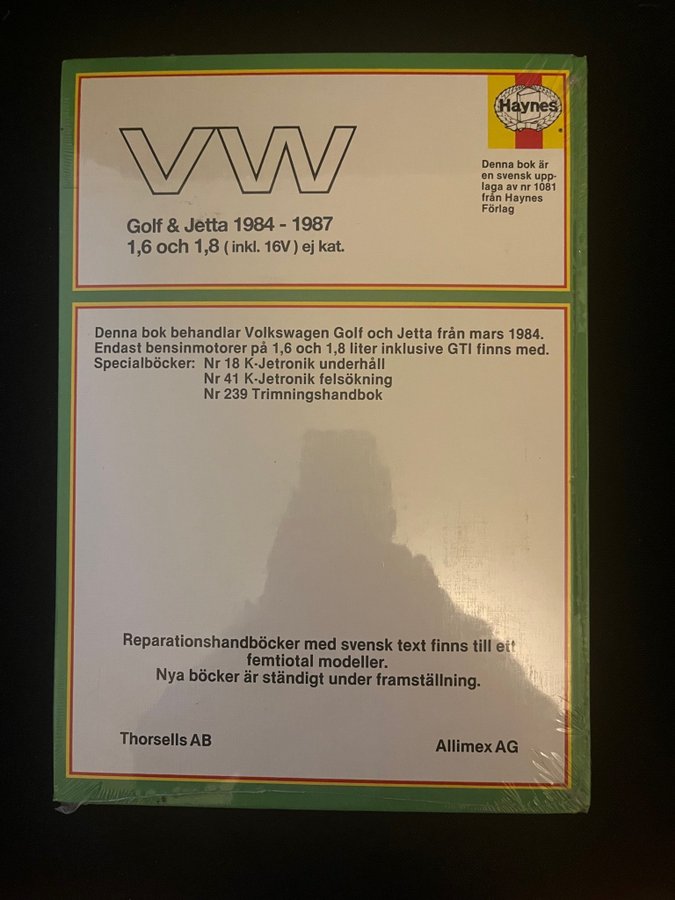 VW
Golf & Jetta 1984 - 1987
1,6 och 1,8 ( inkl. 16V ) ej kat.
Haynes
Denna bok är
en svensk upp-
laga av nr 1081
från Haynes
Förlag
Denna bok behandlar Volkswagen Golf och Jetta från mars 1984.
Endast bensinmotorer på 1,6 och 1,8 liter inklusive GTI finns med.
Specialböcker: Nr 18 K-Jetronik underhåll
Nr 41 K-Jetronik felsökning
Nr 239 Trimningshandbok
Reparationshandböcker med svensk text finns till ett
femtiotal modeller.
Nya böcker är ständigt under framställning.
Thorsells AB
Allimex AG